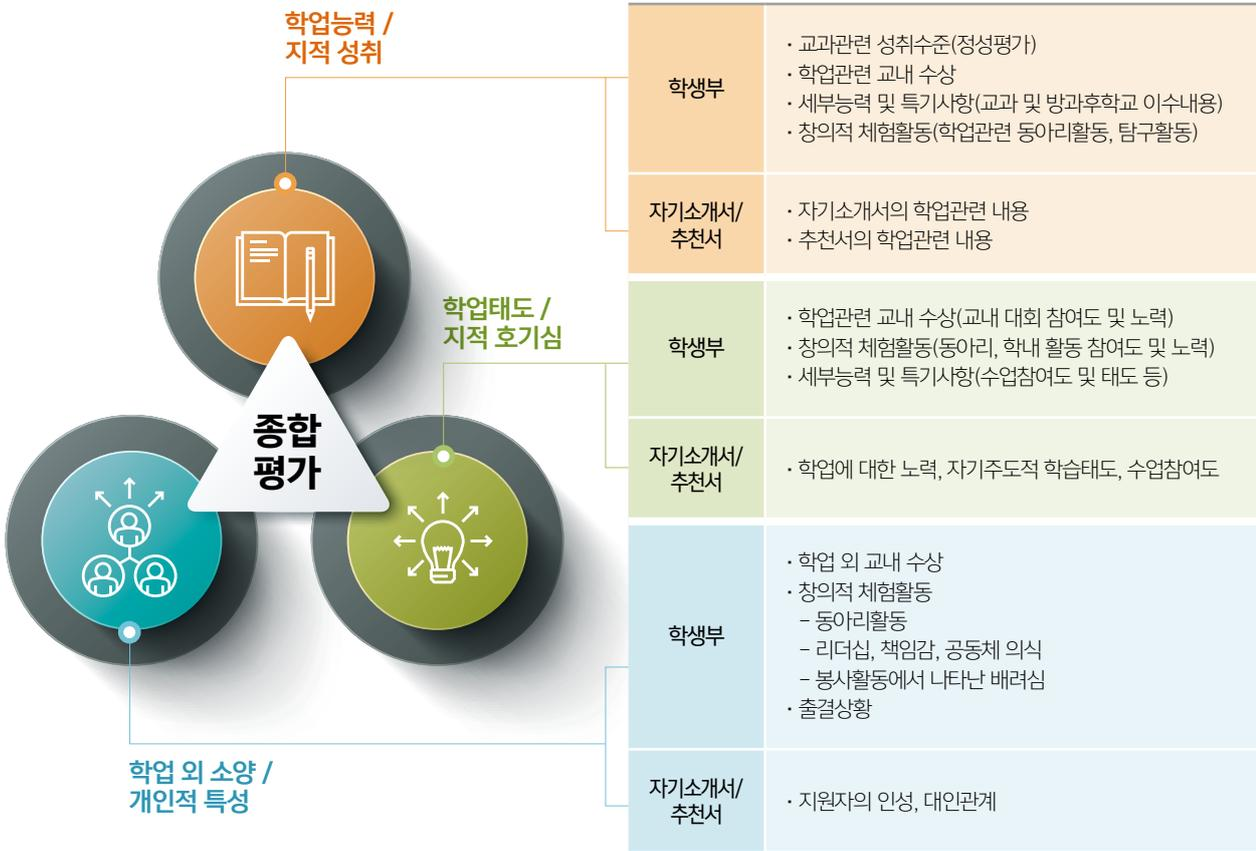 학업능력 /
지적 성취
학생부
· 교과관련 성취수준(정성평가)
· 학업관련 교내 수상
· 세부능력 및 특기사항(교과 및 방과후학교 이수내용)
· 창의적 체험활동(학업관련 동아리활동, 탐구활동)
자기소개서/
추천서
· 자기소개서의 학업관련 내용
· 추천서의 학업관련 내용
학업태도 /
지적 호기심
학생부
· 학업관련 교내 수상(교내 대회 참여도 및 노력)
· 창의적 체험활동(동아리, 학내 활동 참여도 및 노력)
· 세부능력 및 특기사항(수업참여도 및 태도 등)
자기소개서/
추천서
· 학업에 대한 노력, 자기주도적 학습태도, 수업참여도
종합
평가
학업 외 소양 /
개인적 특성
학생부
· 학업 외 교내 수상
· 창의적 체험활동
– 동아리활동
– 리더십, 책임감, 공동체 의식
– 봉사활동에서 나타난 배려심
· 출결상황
자기소개서/
추천서
· 지원자의 인성, 대인관계